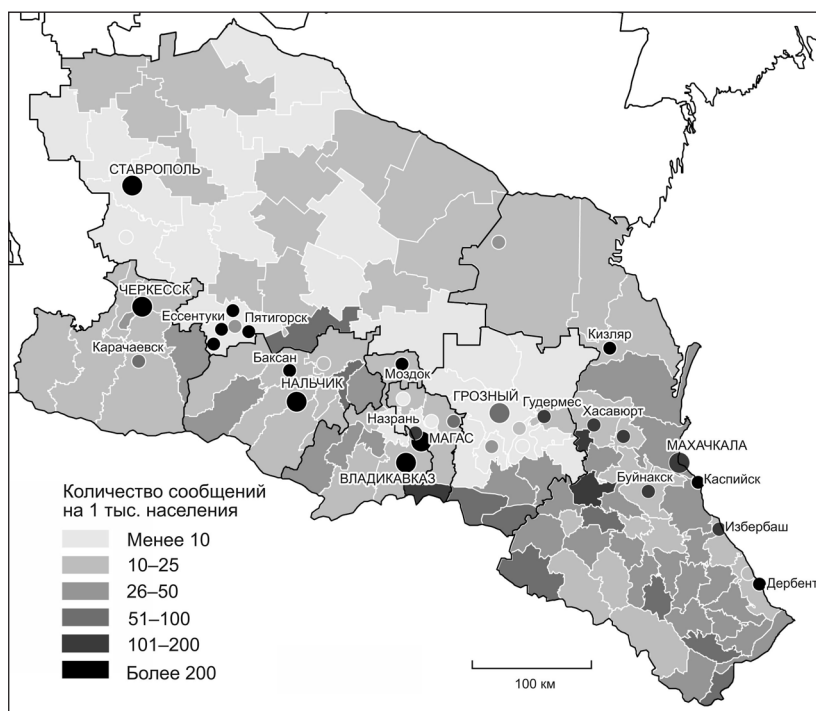 СТАВРОПОЛЬ
ЧЕРКЕССК
Ессентуки
Пятигорск
Карачаевск
Баксан
НАЛЬЧИК
Моздок
Кизляр
ГРОЗНЫЙ
Гудермес
Хасавюрт
Назрань
МАГАС
МАХАЧКАЛА
ВЛАДИКАВКАЗ
Буйнакск
Каспийск
Избербаш
Дербент
Количество сообщений
на 1 тыс. населения
Менее 10
10–25
26–50
51–100
101–200
Более 200
100 км